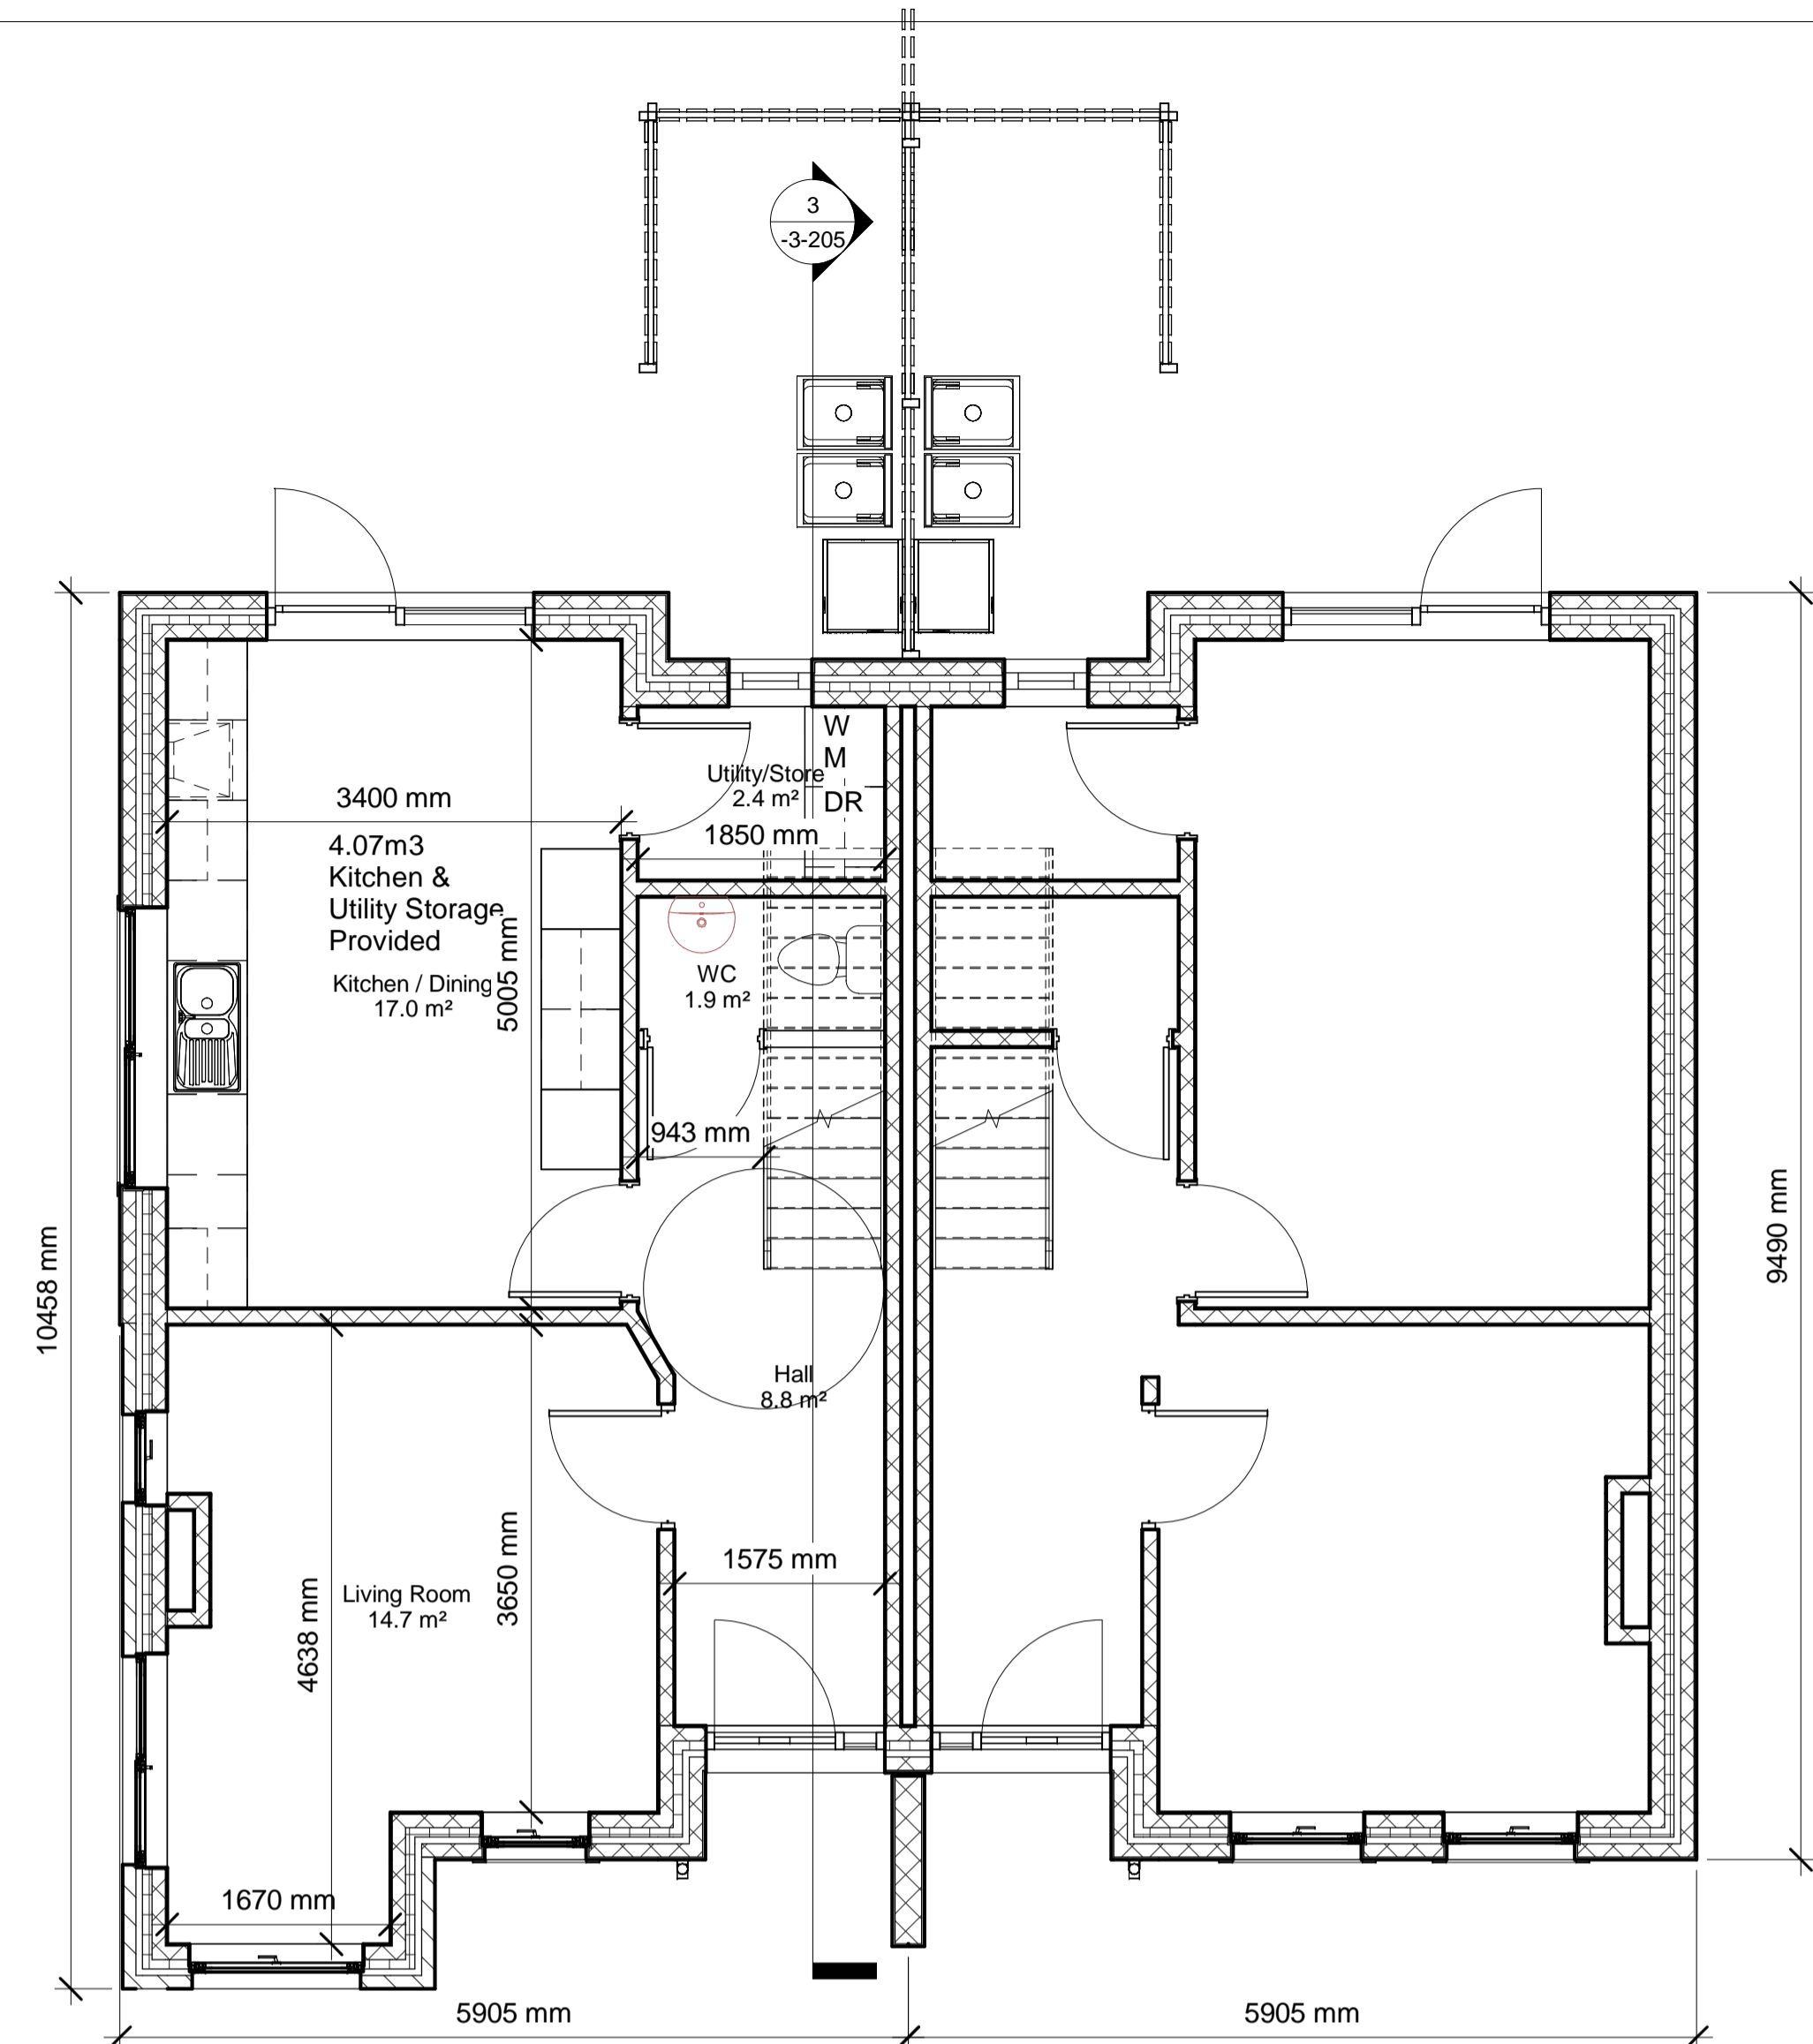 3
-3-205
W
M
Utility/Store
2.4 m²
DR
3400 mm
1850 mm
4.07m3
Kitchen &
Utility Storage
Provided
Kitchen / Dining
17.0 m²
5005 mm
WC
1.9 m²
943 mm
10458 mm
9490 mm
Hall
8.8 m²
1575 mm
3650 mm
Living Room
14.7 m²
4638 mm
1670 mm
5905 mm
5905 mm